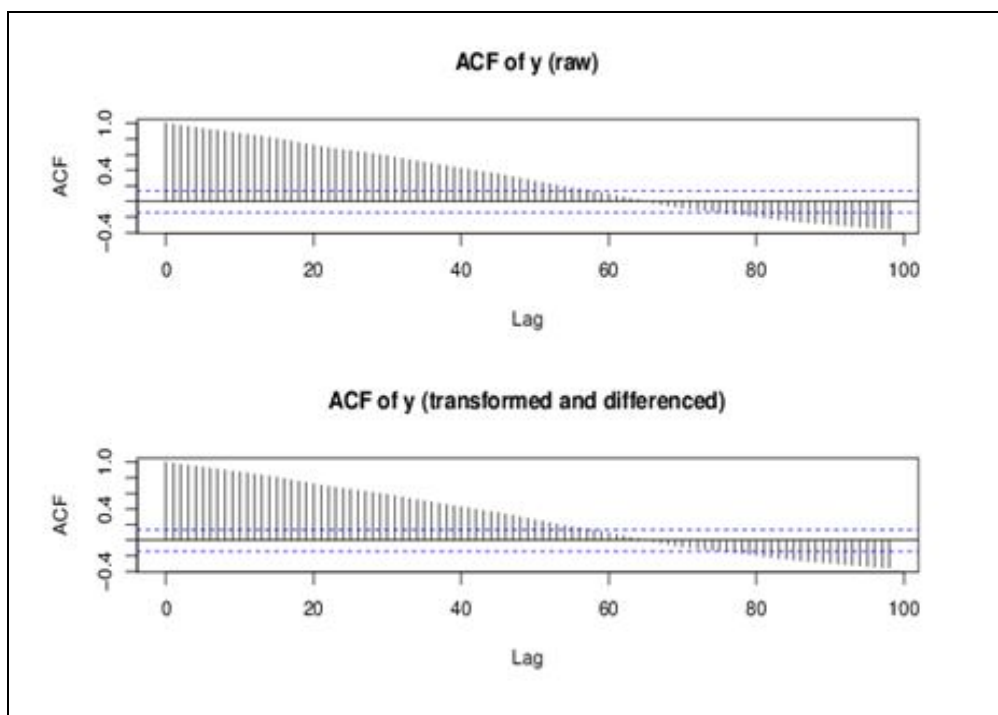 ACF of y (raw)
ACF
1.0
0.4
-0.4
0 20 40 60 80 100
Lag
ACF of y (transformed and differenced)
ACF
1.0
0.4
-0.4
0 20 40 60 80 100
Lag